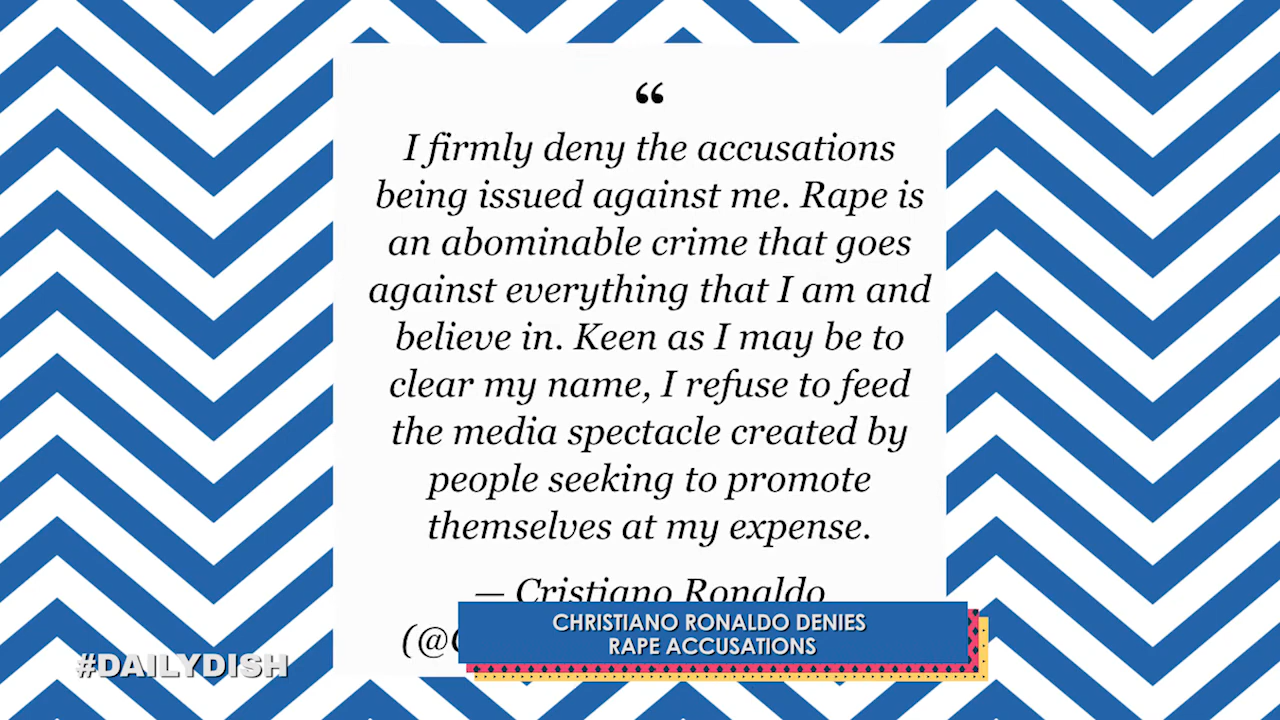 “
I firmly deny the accusations
being issued against me. Rape is
an abominable crime that goes
against everything that I am and
believe in. Keen as I may be to
clear my name, I refuse to feed
the media spectacle created by
people seeking to promote
themselves at my expense.
— Cristiano Ronaldo
(@
CHRISTIANO RONALDO DENIES
RAPE ACCUSATIONS
#DAILYDISH